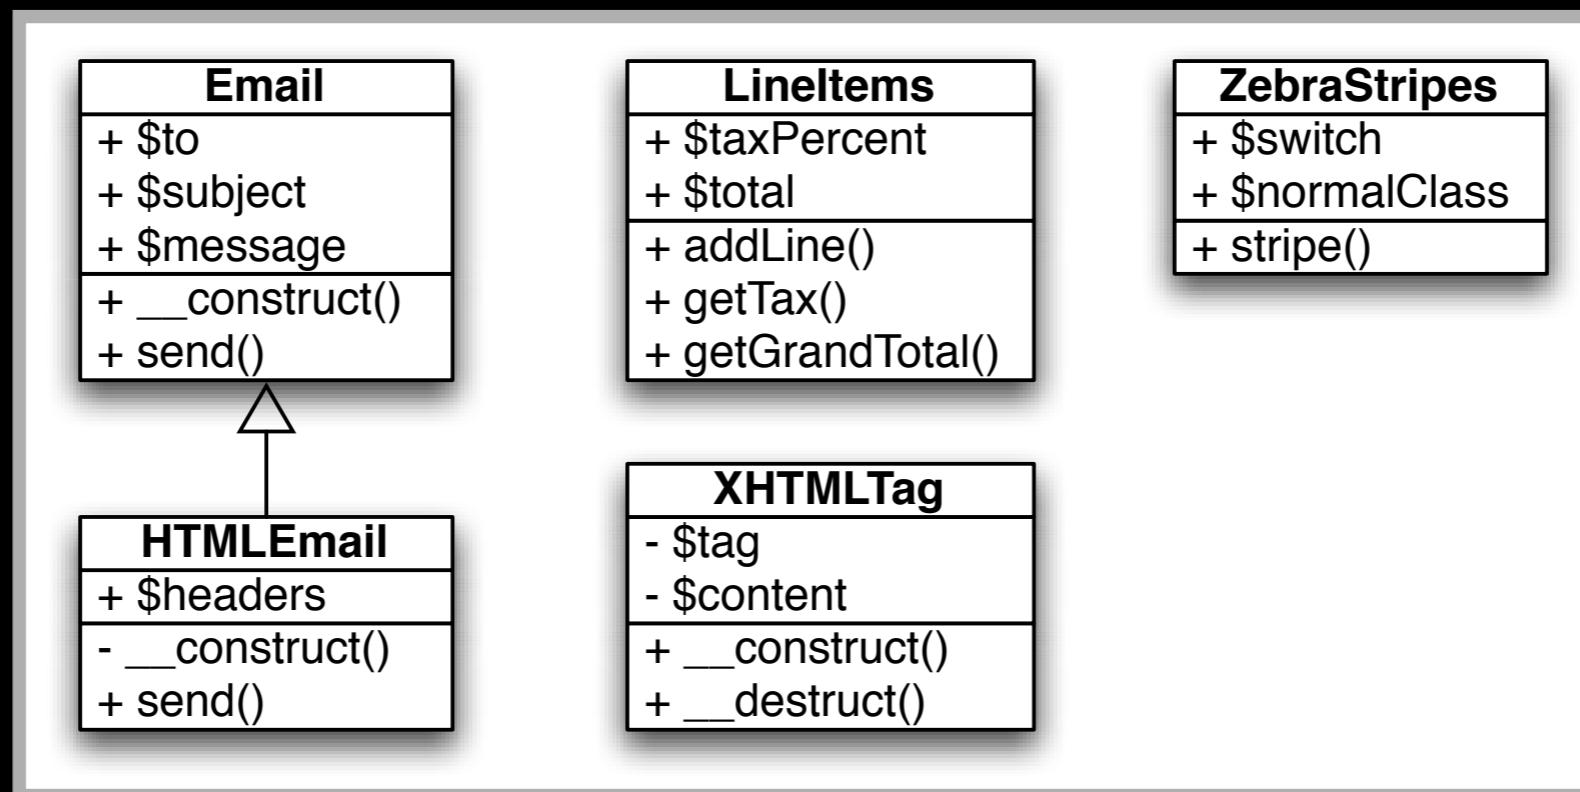 Email
+ $to
+ $subject
+ $message
+ __construct()
+ send()
HTMLEmail
+ $headers
- __construct()
+ send()
LineItems
+ $taxPercent
+ $total
+ addLine()
+ getTax()
+ getGrandTotal()
XHTMLTag
- $tag
- $content
+ __construct()
+ __destruct()
ZebraStripes
+ $switch
+ $normalClass
+ stripe()